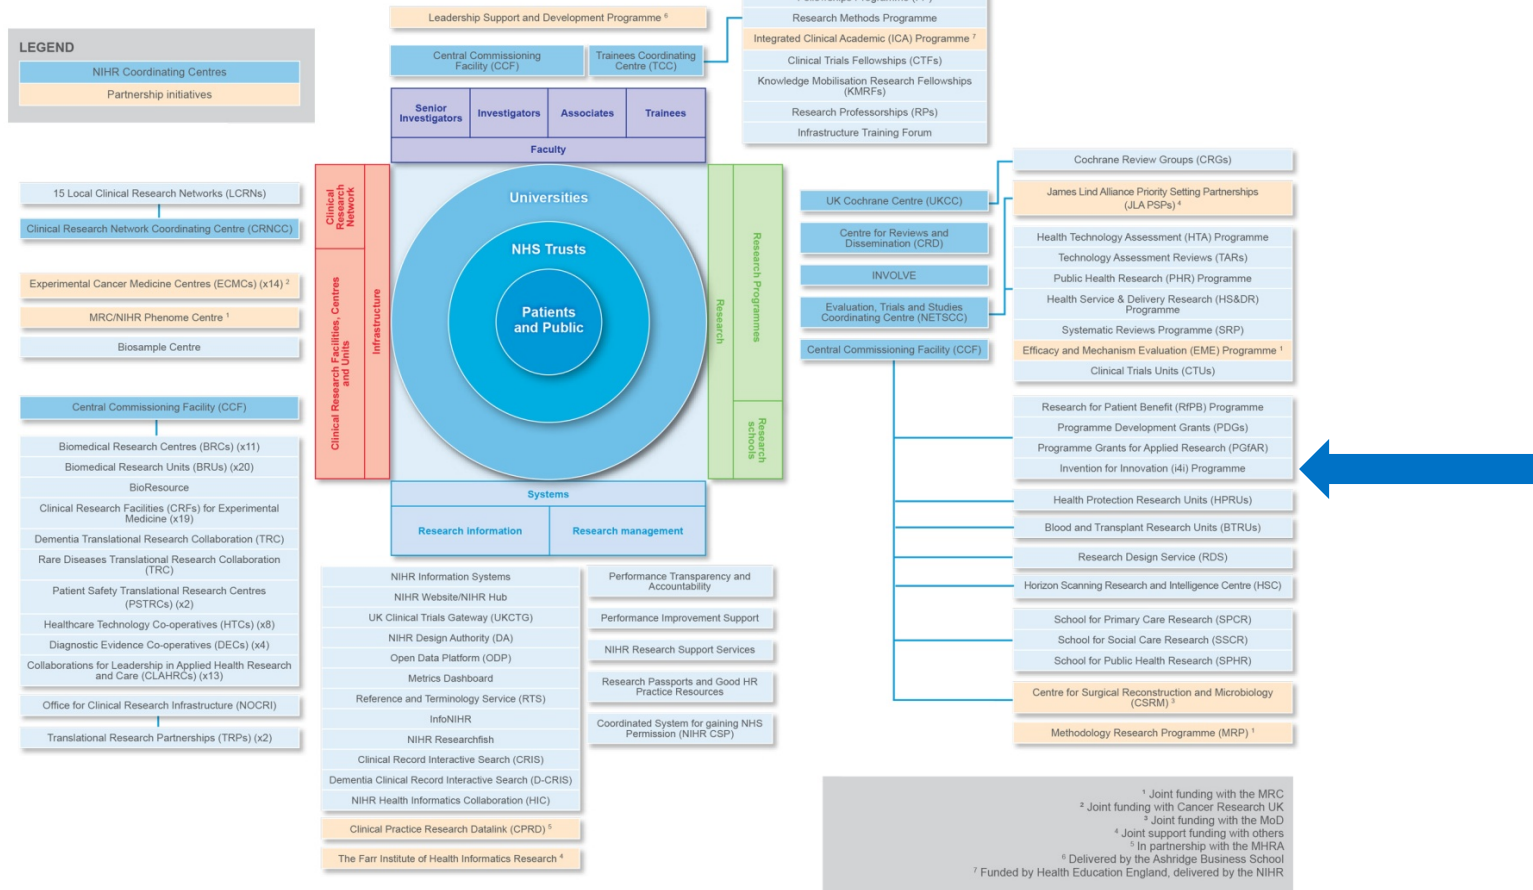 Leadership Support and Development Programme ⁶
Central Commissioning
Facility (CCF)
Trainees Coordinating
Centre (TCC)
Research Methods Programme
Integrated Clinical Academic (ICA) Programme ⁷
Clinical Trials Fellowships (CTFs)
Knowledge Mobilisation Research Fellowships
(KMRFs)
Research Professorships (RPs)
Infrastructure Training Forum
LEGEND
NIHR Coordinating Centres
Partnership initiatives
Senior
Investigators
Investigators
Associates
Trainees
Faculty
15 Local Clinical Research Networks (LCRNs)
Clinical Research Network Coordinating Centre (CRNCC)
Experimental Cancer Medicine Centres (ECMCs) (x14) ²
MRC/NIHR Phenome Centre ¹
Biosample Centre
Central Commissioning Facility (CCF)
Biomedical Research Centres (BRCs) (x11)
Biomedical Research Units (BRUs) (x20)
BioResource
Clinical Research Facilities (CRFs) for Experimental
Medicine (x19)
Dementia Translational Research Collaboration (TRC)
Rare Diseases Translational Research Collaboration
(TRC)
Patient Safety Translational Research Centres
(PSTRCs) (x2)
Healthcare Technology Co-operatives (HTCs) (x8)
Diagnostic Evidence Co-operatives (DECs) (x4)
Collaborations for Leadership in Applied Health Research
and Care (CLAHRCs) (x13)
Office for Clinical Research Infrastructure (NOCRI)
Translational Research Partnerships (TRPs) (x2)
Clinical
Research
Network
Clinical Research Facilities, Centres
and Units
Infrastructure
Universities
NHS Trusts
Patients
and Public
Research
Research Programmes
Research
schools
Systems
Research information
Research management
NIHR Information Systems
NIHR Website/NIHR Hub
UK Clinical Trials Gateway (UKCTG)
NIHR Design Authority (DA)
Open Data Platform (ODP)
Metrics Dashboard
Reference and Terminology Service (RTS)
InfoNIHR
NIHR Researchfish
Clinical Record Interactive Search (CRIS)
Dementia Clinical Record Interactive Search (D-CRIS)
NIHR Health Informatics Collaboration (HIC)
Clinical Practice Research Datalink (CPRD) ⁵
The Farr Institute of Health Informatics Research ⁴
Performance Transparency and
Accountability
Performance Improvement Support
NIHR Research Support Services
Research Passports and Good HR
Practice Resources
Coordinated System for gaining NHS
Permission (NIHR CSP)
UK Cochrane Centre (UKCC)
Centre for Reviews and
Dissemination (CRD)
INVOLVE
Evaluation, Trials and Studies
Coordinating Centre (NETSCC)
Central Commissioning Facility (CCF)
Cochrane Review Groups (CRGs)
James Lind Alliance Priority Setting Partnerships
(JLA PSPs) ⁴
Health Technology Assessment (HTA) Programme
Technology Assessment Reviews (TARs)
Public Health Research (PHR) Programme
Health Service & Delivery Research (HS&DR)
Programme
Systematic Reviews Programme (SRP)
Efficacy and Mechanism Evaluation (EME) Programme ¹
Clinical Trials Units (CTUs)
Research for Patient Benefit (RfPB) Programme
Programme Development Grants (PDGs)
Programme Grants for Applied Research (PGfAR)
Invention for Innovation (i4i) Programme
Health Protection Research Units (HPRUs)
Blood and Transplant Research Units (BTRUs)
Research Design Service (RDS)
Horizon Scanning Research and Intelligence Centre (HSC)
School for Primary Care Research (SPCR)
School for Social Care Research (SSCR)
School for Public Health Research (SPHR)
Centre for Surgical Reconstruction and Microbiology
(CSRM) ³
Methodology Research Programme (MRP) ¹
¹ Joint funding with the MRC
² Joint funding with Cancer Research UK
³ Joint funding with the MoD
⁴ Joint support funding with others
⁵ In partnership with the MHRA
⁶ Delivered by the Ashridge Business School
⁷ Funded by Health Education England, delivered by the NIHR